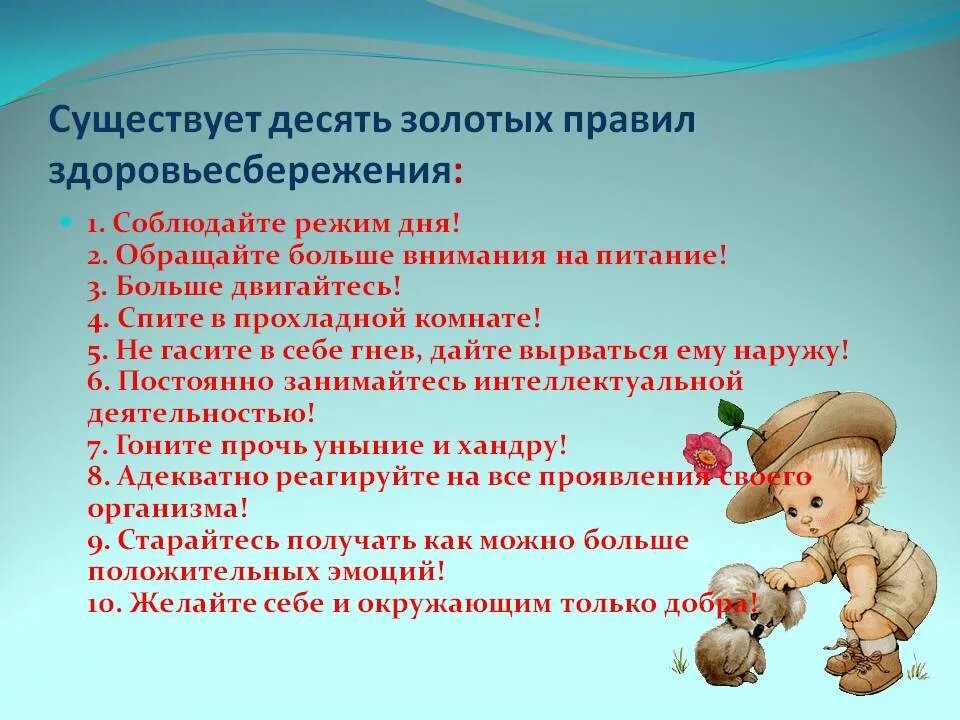 Существует десять золотых правил
здоровьесбережения:
• 1. Соблюдайте режим дня!
2. Обращайте больше внимания на питание!
3. Больше двигайтесь!
4. Спите в прохладной комнате!
5. Не гасите в себе гнев, дайте вырваться ему наружу!
6. Постоянно занимайтесь интеллектуальной
деятельностью!
7. Гоните прочь уныние и хандру!
8. Адекватно реагируйте на все проявления своего
организма!
9. Старайтесь получать как можно больше
положительных эмоций!
10. Желайте себе и окружающим только добра!